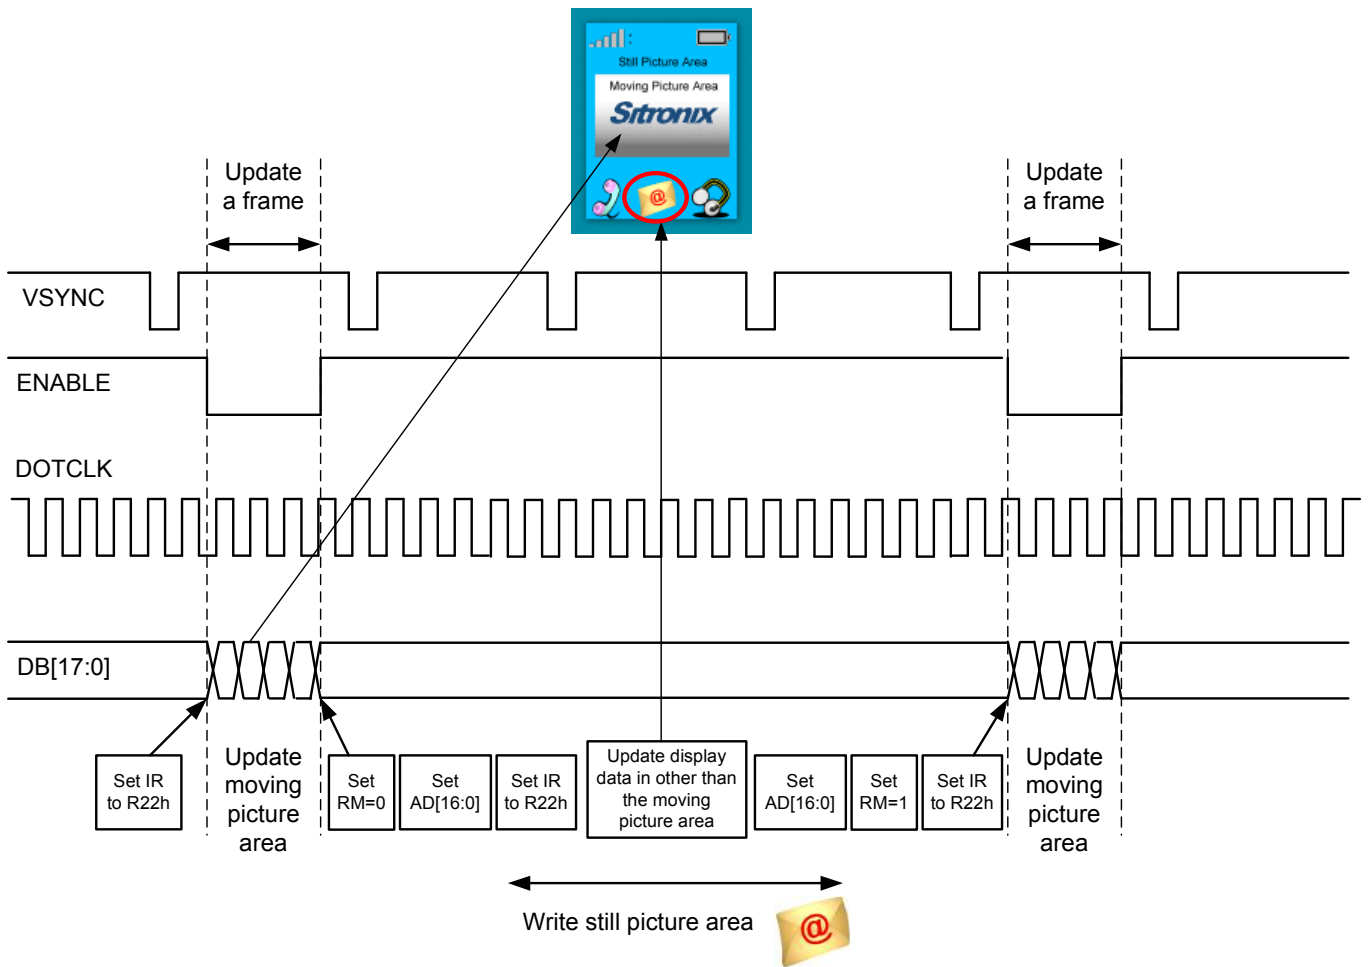 Still Picture Area
Moving Picture Area
Sitronix
@
Update
a frame
Update
a frame
VSYNC
ENABLE
DOTCLK
DB[17:0]
Set IR
to R22h
Update
moving
picture
area
Set
RM=0
Set
AD[16:0]
Set IR
to R22h
Update display
data in other than
the moving
picture area
Set
AD[16:0]
Set
RM=1
Set IR
to R22h
Update
moving
picture
area
Write still picture area
@